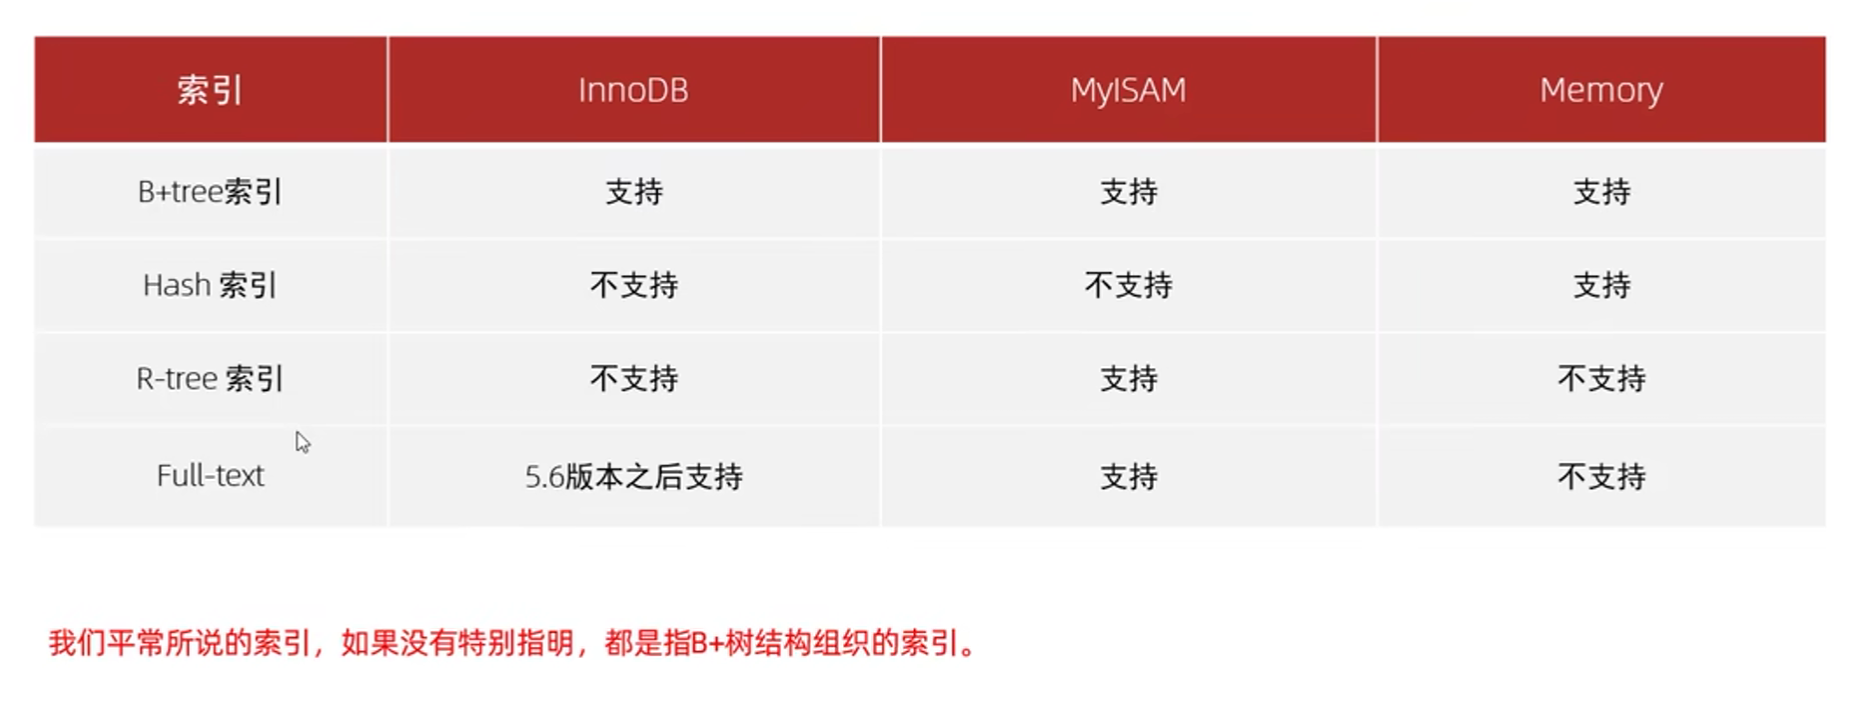 索引 InnoDB MyISAM Memory
B+tree索引 支持 支持 支持
Hash 索引 不支持 不支持 支持
R-tree 索引 不支持 支持 不支持
Full-text 5.6版本之后支持 支持 不支持
我们平常所说的索引，如果没有特别指明，都是指B+树结构组织的索引。